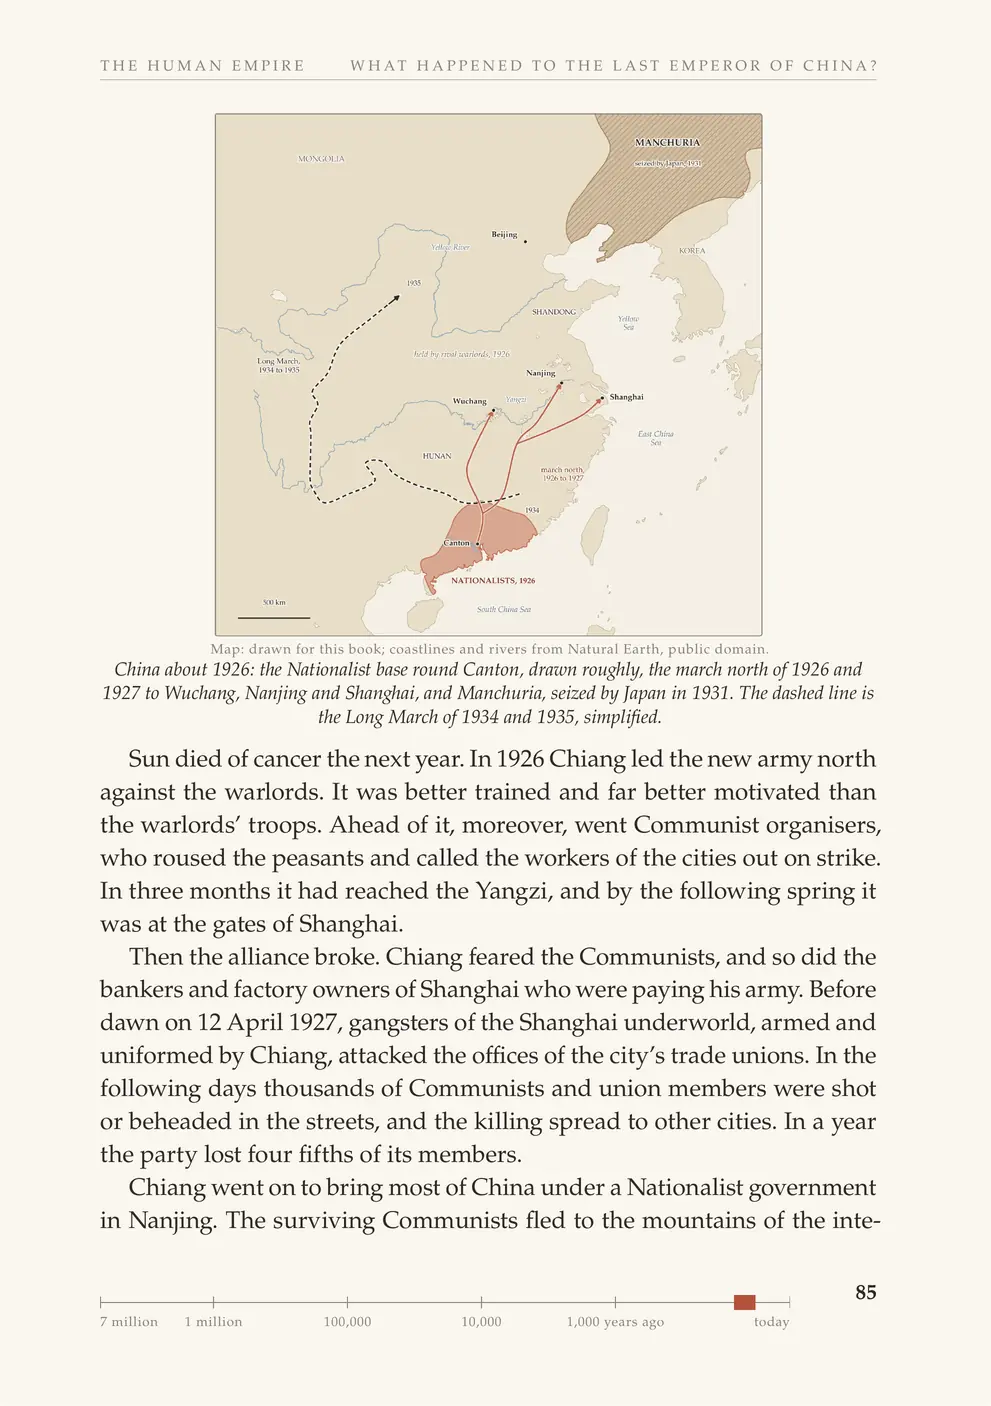 THE HUMAN EMPIRE WHAT HAPPENED TO THE LAST EMPEROR OF CHINA?
MANCHURIA
seized by Japan, 1931
MONGOLIA
Beijing
Yellow River
KOREA
1935
SHANDONG
Yellow
Sea
held by rival warlords, 1926
Long March,
1934 to 1935
Nanjing
Wuchang
Yangzi
Shanghai
East China
Sea
HUNAN
march north,
1926 to 1927
1934
Canton
NATIONALISTS, 1926
500 km
South China Sea
Map: drawn for this book; coastlines and rivers from Natural Earth, public domain.
China about 1926: the Nationalist base round Canton, drawn roughly, the march north of 1926 and
1927 to Wuchang, Nanjing and Shanghai, and Manchuria, seized by Japan in 1931. The dashed line is
the Long March of 1934 and 1935, simplified.
Sun died of cancer the next year. In 1926 Chiang led the new army north
against the warlords. It was better trained and far better motivated than
the warlords’ troops. Ahead of it, moreover, went Communist organisers,
who roused the peasants and called the workers of the cities out on strike.
In three months it had reached the Yangzi, and by the following spring it
was at the gates of Shanghai.
Then the alliance broke. Chiang feared the Communists, and so did the
bankers and factory owners of Shanghai who were paying his army. Before
dawn on 12 April 1927, gangsters of the Shanghai underworld, armed and
uniformed by Chiang, attacked the offices of the city’s trade unions. In the
following days thousands of Communists and union members were shot
or beheaded in the streets, and the killing spread to other cities. In a year
the party lost four fifths of its members.
Chiang went on to bring most of China under a Nationalist government
in Nanjing. The surviving Communists fled to the mountains of the inte-
85
7 million 1 million 100,000 10,000 1,000 years ago today